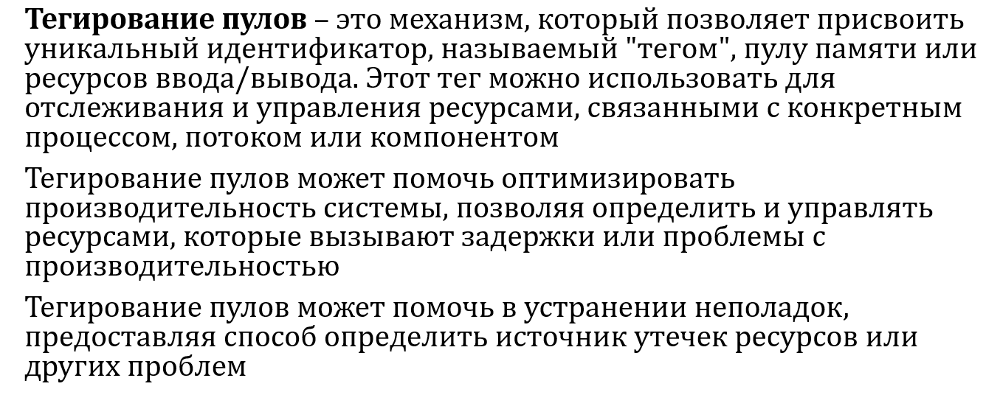 Тегирование пулов – это механизм, который позволяет присвоить
уникальный идентификатор, называемый "тегом", пулу памяти или
ресурсов ввода/вывода. Этот тег можно использовать для
отслеживания и управления ресурсами, связанными с конкретным
процессом, потоком или компонентом
Тегирование пулов может помочь оптимизировать
производительность системы, позволяя определить и управлять
ресурсами, которые вызывают задержки или проблемы с
производительностью
Тегирование пулов может помочь в устранении неполадок,
предоставляя способ определить источник утечек ресурсов или
других проблем